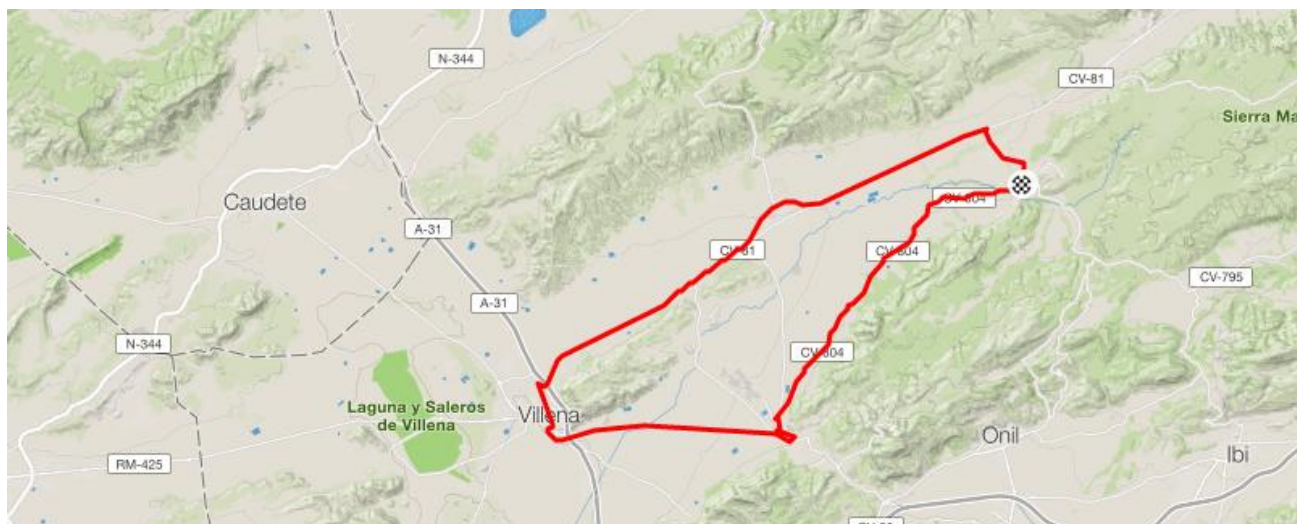 N-344
CV-81
Sierra Ma
CV-804
Caudete
A-31
CV-81
CV-804
CV-795
A-31
N-344
CV-804
Laguna y Saleros
de Villena
Villena
Onil
Ibi
RM-425